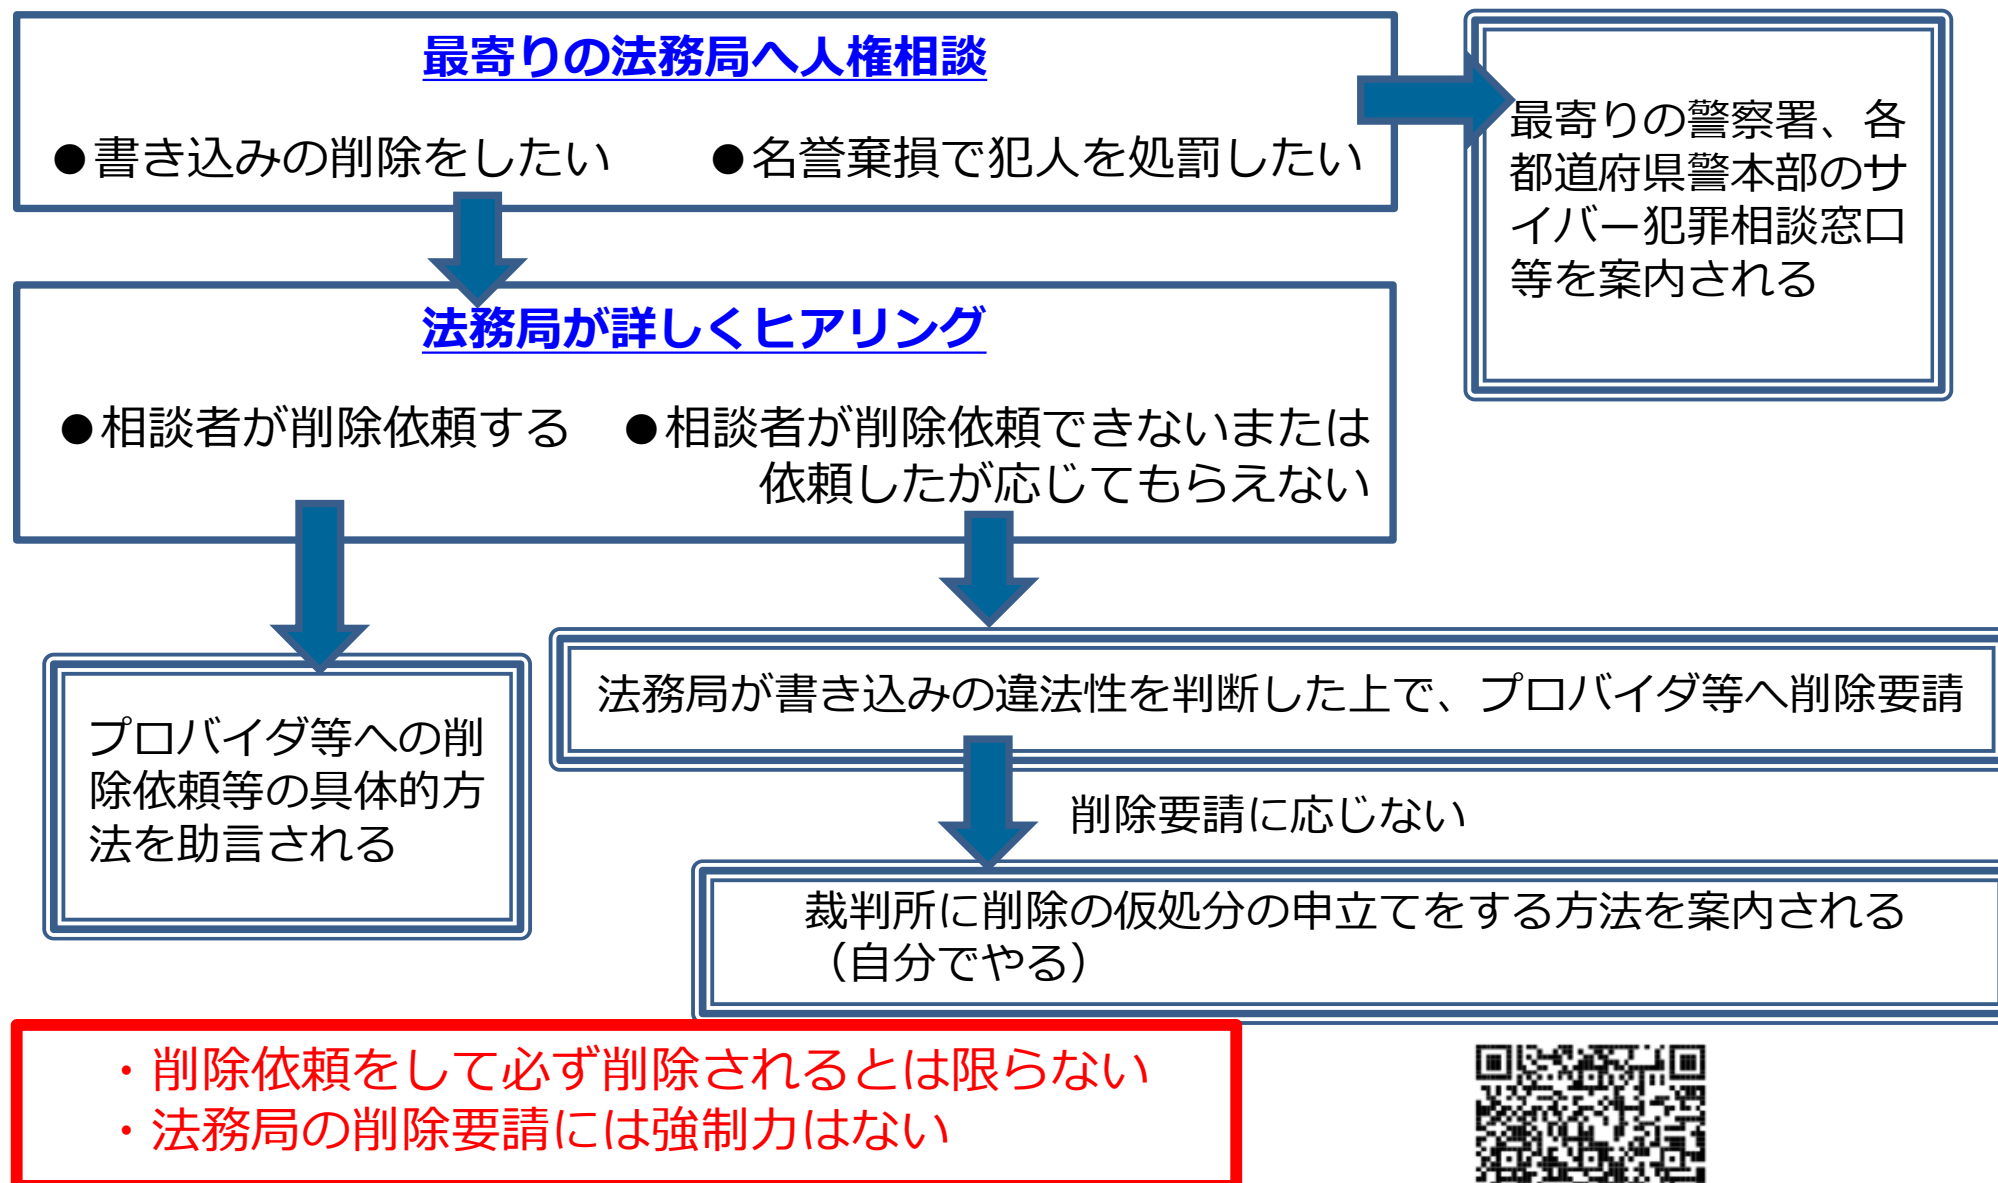 最寄りの法務局へ人権相談
●書き込みの削除をしたい
●名誉棄損で犯人を処罰したい
最寄りの警察署、各
都道府県警本部のサ
イバー犯罪相談窓口
等を案内される
法務局が詳しくヒアリング
●相談者が削除依頼する
●相談者が削除依頼できないまたは
依頼したが応じてもらえない
プロバイダ等への削
除依頼等の具体的方
法を助言される
法務局が書き込みの違法性を判断した上で、プロバイダ等へ削除要請
削除要請に応じない
裁判所に削除の仮処分の申立てをする方法を案内される
（自分でやる）
・削除依頼をして必ず削除されるとは限らない
・法務局の削除要請には強制力はない